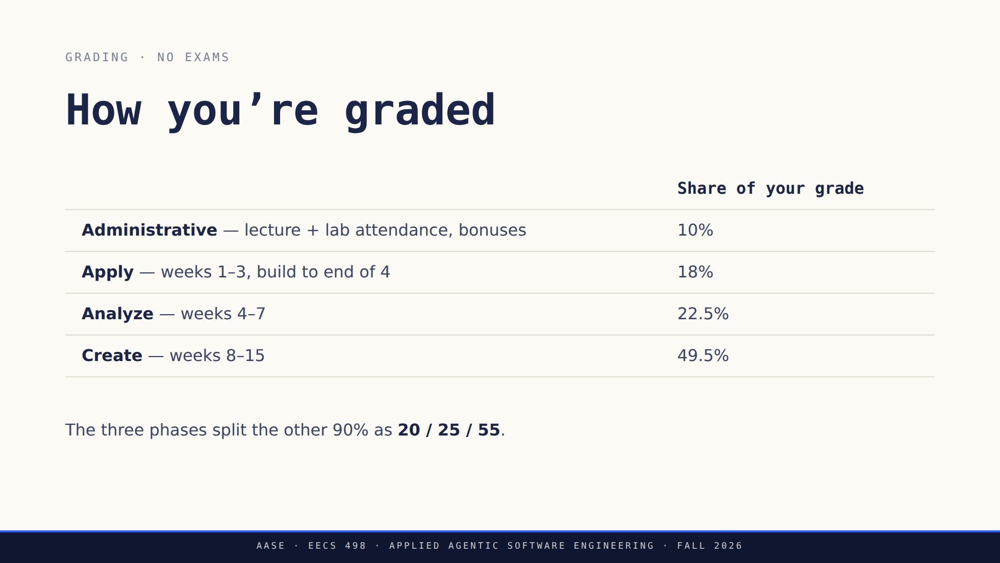 GRADING · NO EXAMS
How you’re graded
Share of your grade
Administrative — lecture + lab attendance, bonuses 10%
Apply — weeks 1–3, build to end of 4 18%
Analyze — weeks 4–7 22.5%
Create — weeks 8–15 49.5%
The three phases split the other 90% as 20 / 25 / 55.
AASE · EECS 498 · APPLIED AGENTIC SOFTWARE ENGINEERING · FALL 2026